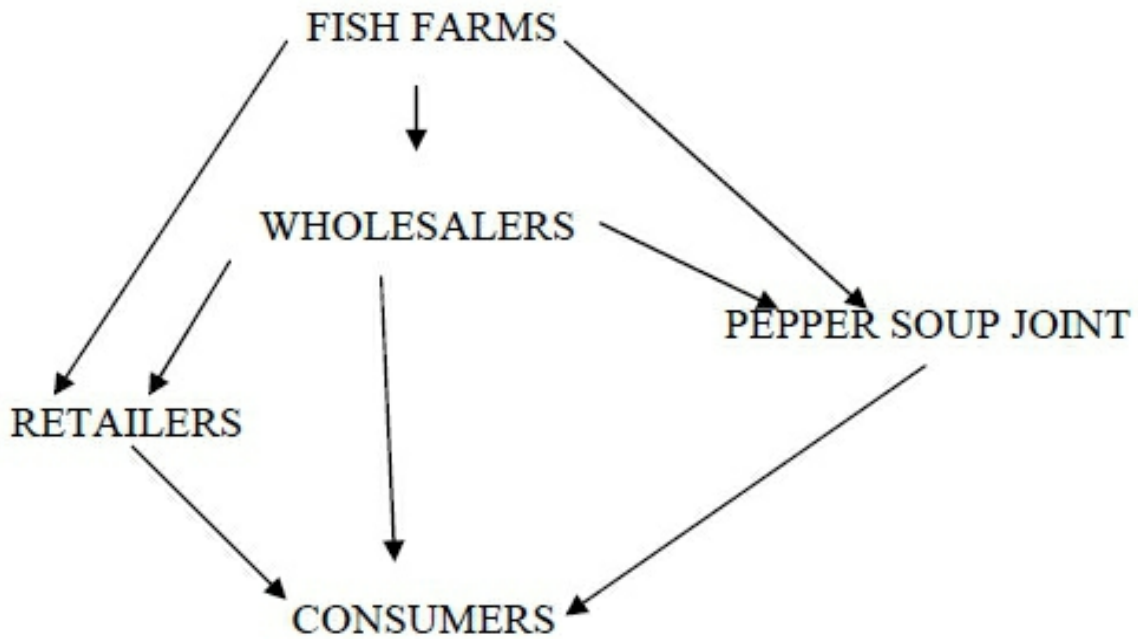 FISH FARMS
WHOLESALERS
PEPPER SOUP JOINT
RETAILERS
CONSUMERS